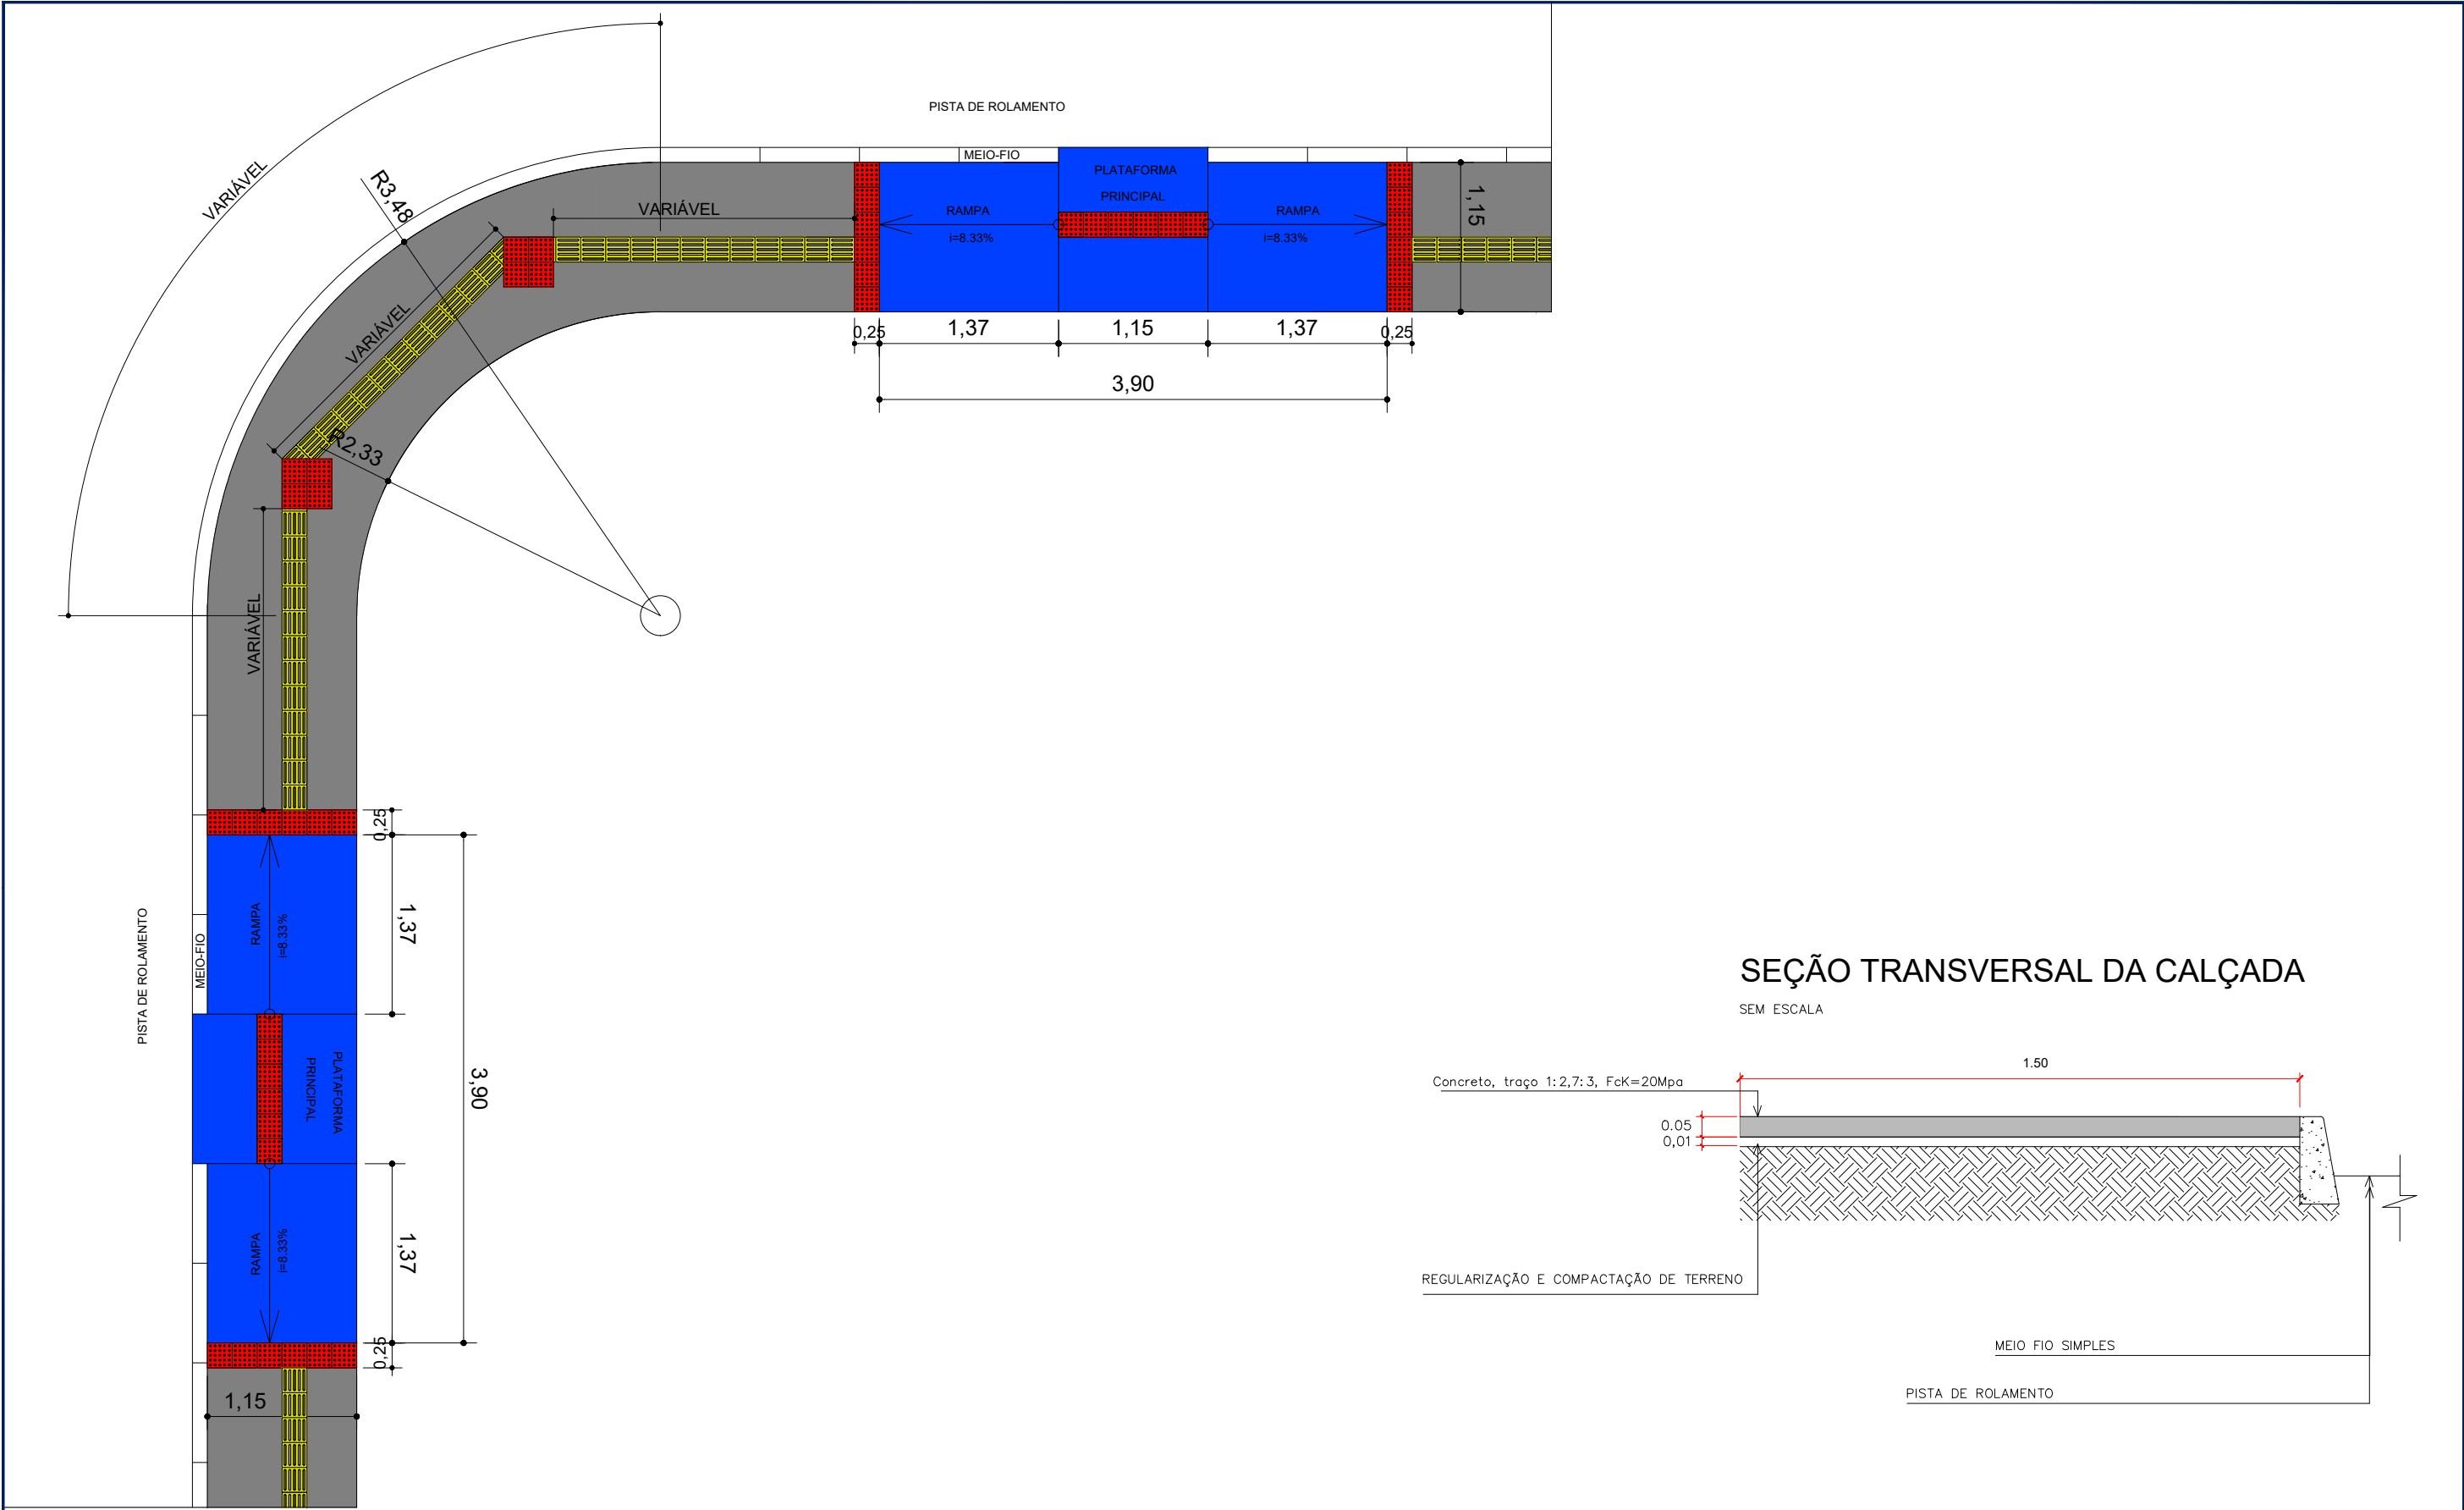 PISTA DE ROLAMENTO
MEIO-FIO
VARIÁVEL
R3,48
VARIÁVEL
PLATAFORMA
PRINCIPAL
RAMPA
i=8.33%
RAMPA
i=8.33%
1,15
0,25
1,37
1,15
1,37
0,25
3,90
VARIÁVEL
R2,33
VARIÁVEL
0,25
1,37
RAMPA
i=8.33%
MEIO-FIO
PISTA DE ROLAMENTO
PLATAFORMA
PRINCIPAL
3,90
RAMPA
i=8.33%
1,37
0,25
1,15
SEÇÃO TRANSVERSAL DA CALÇADA
SEM ESCALA
1.50
Concreto, traço 1:2,7:3, FcK=20Mpa
0.05
0,01
REGULARIZAÇÃO E COMPACTAÇÃO DE TERRENO
MEIO FIO SIMPLES
PISTA DE ROLAMENTO